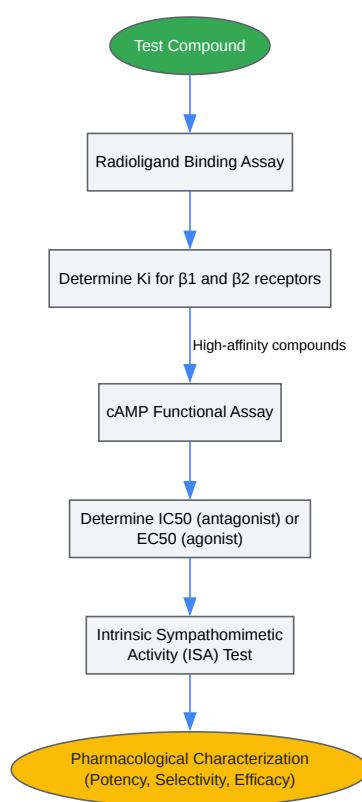 Test Compound
Radioligand Binding Assay
Determine Ki for β1 and β2 receptors
High-affinity compounds
cAMP Functional Assay
Determine IC50 (antagonist) or
EC50 (agonist)
Intrinsic Sympathomimetic
Activity (ISA) Test
Pharmacological Characterization
(Potency, Selectivity, Efficacy)